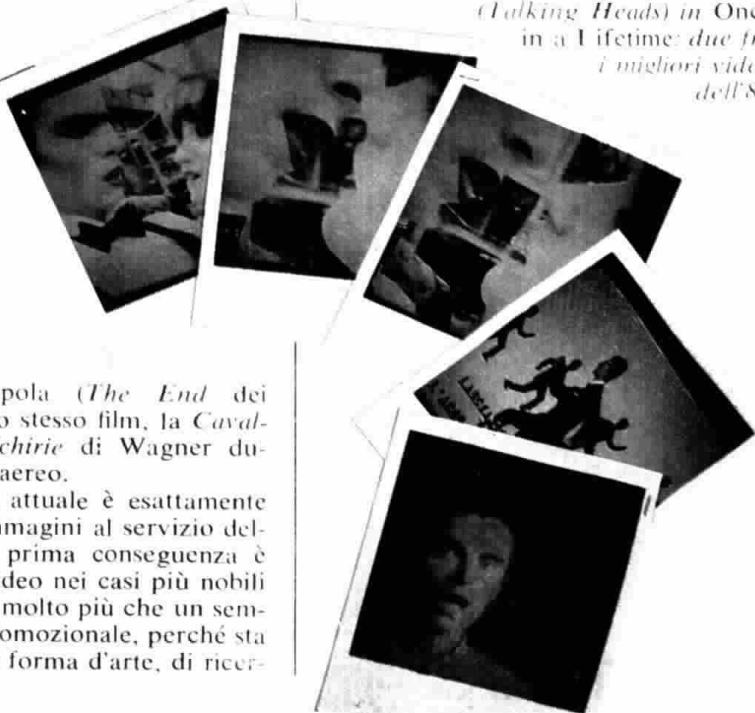 (Talking Heads) in Onc
in a Lifetime: due fr
i migliori vide
dell'8
pola (The End dei
o stesso film, la Caval-
chirie di Wagner du-
aereo.
attuale è esattamente
magini al servizio del-
prima conseguenza è
deo nei casi più nobili
molto più che un sem-
omozionale, perché sta
forma d'arte, di ricer-